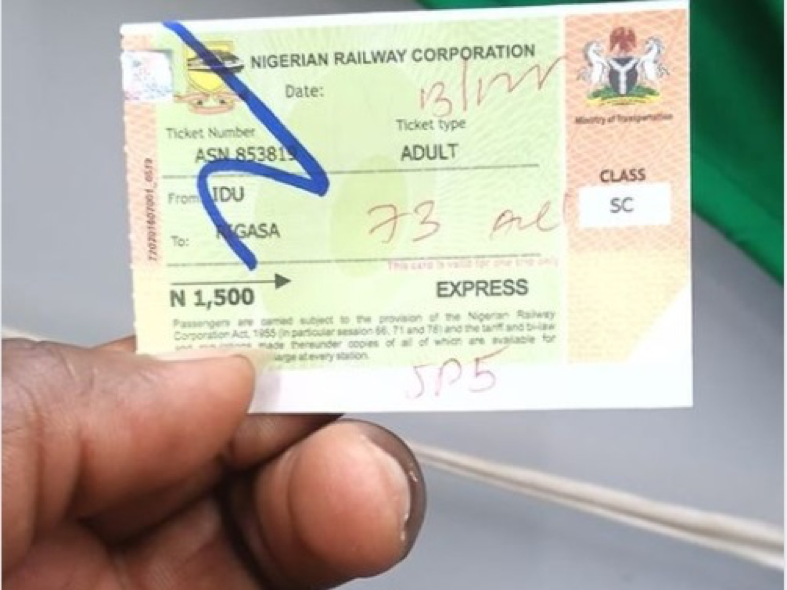 NIGERIAN RAILWAY CORPORATION
Date:
Ministry of Transportation
Ticket Number
Ticket type
ASN 853819
ADULT
CLASS
SC
From: IDU
73
To: RIGASA
This card is valid for one trip only
N 1,500
EXPRESS
Passengers are carried subject to the provision of the Nigerian Railway
Corporation Act, 1955 (in particular session 66, 71 and 76) and the tariff and bi-law
made thereunder copies of all of which are available for
at every station.
SP5